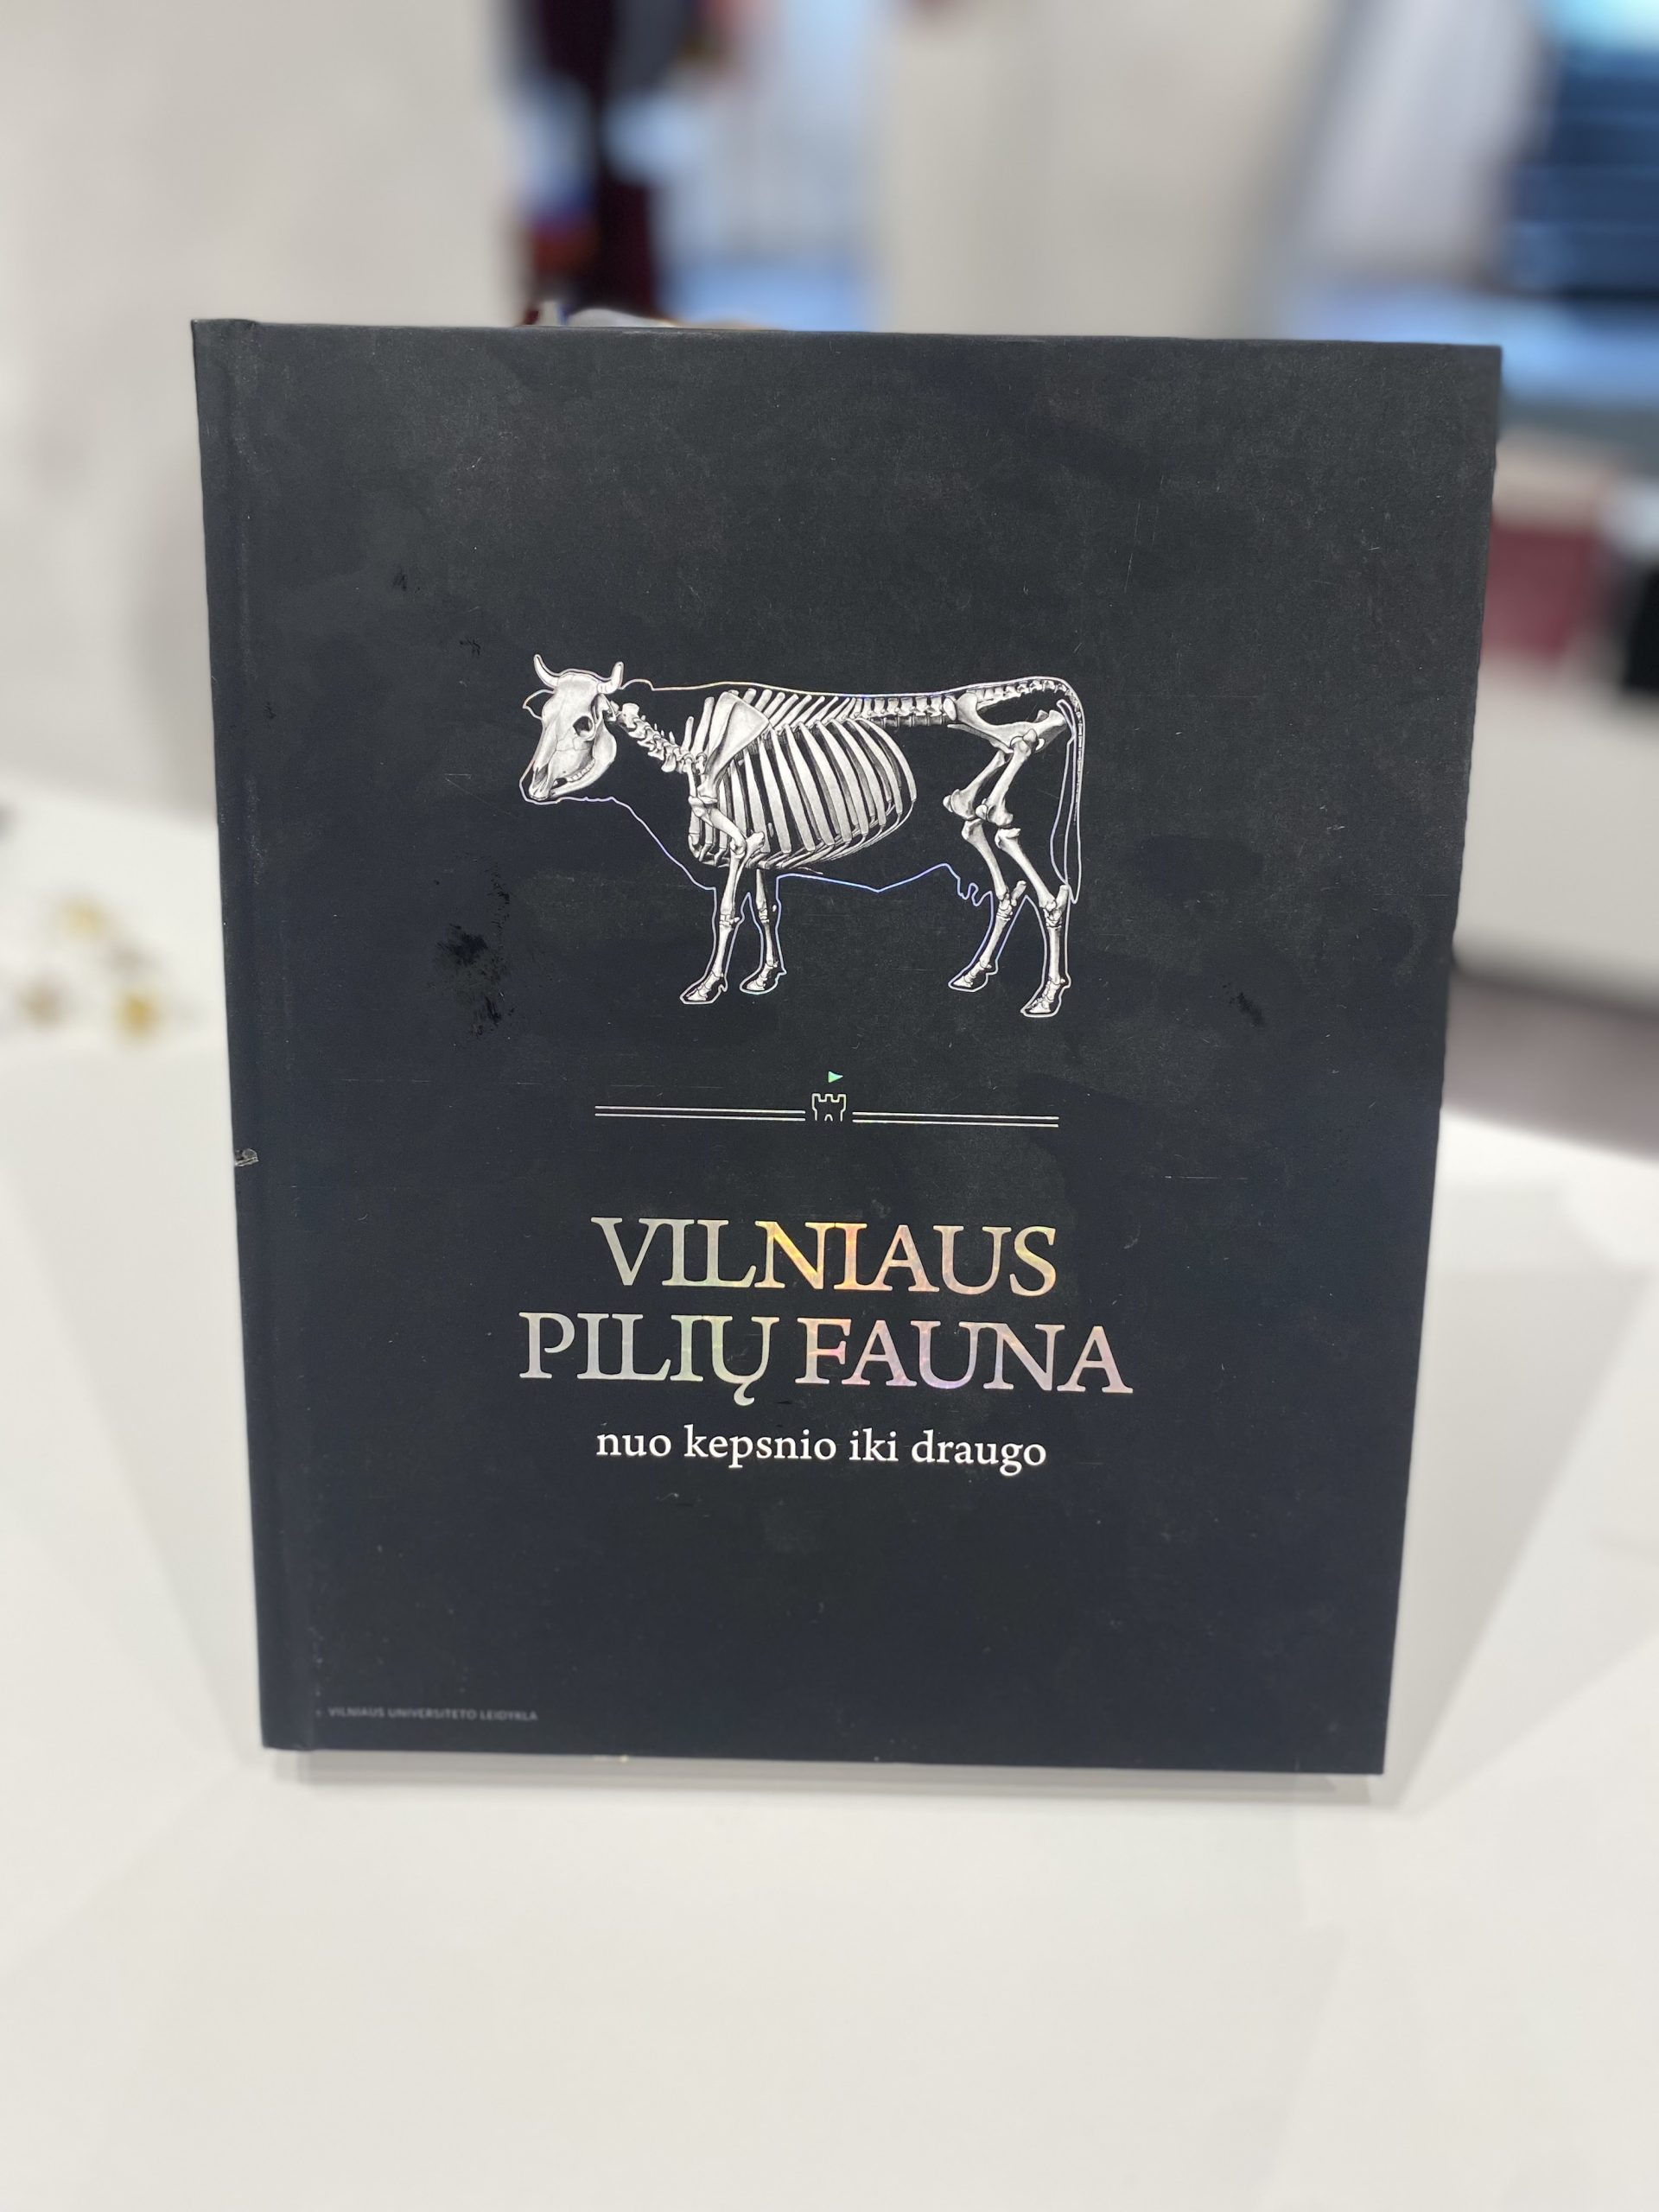 VILNIAUS
PILIŲ FAUNA
nuo kepsnio iki draugo
VILNIAUS UNIVERSITETO LEIDYKLA